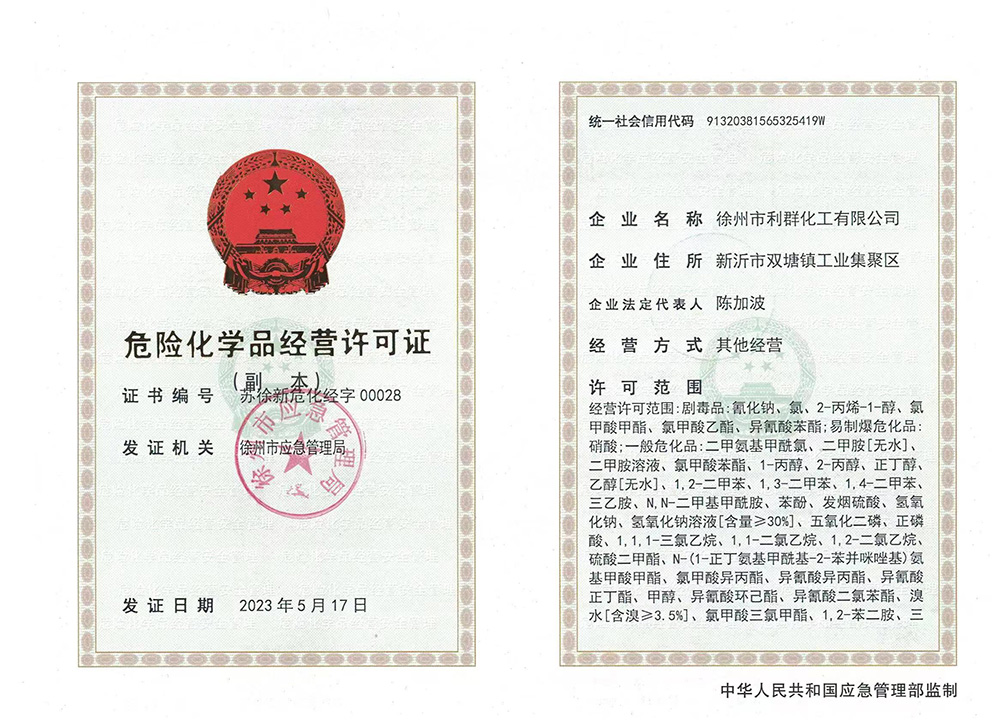 危险化学品经营许可证
(副 本)
证书编号 苏徐新危化经字00028
发证机关 徐州市应急管理局
徐州市应急管理局
发证日期 2023年5月17日
统一社会信用代码 91320381565325419W
企业名称 徐州市利群化工有限公司
企业住所 新沂市双塘镇工业集聚区
企业法定代表人 陈加波
经营方式 其他经营
许可范围
经营许可范围:剧毒品:氰化钠、氯、2-丙烯-1-醇、氯
甲酸甲酯、氯甲酸乙酯、异氰酸苯酯;易制爆危化品:
硝酸;一般危化品:二甲氨基甲酰氯、二甲胺[无水]、
二甲胺溶液、氯甲酸苯酯、1-丙醇、2-丙醇、正丁醇、
乙醇[无水]、1,2-二甲苯、1,3-二甲苯、1,4-二甲苯、
三乙胺、N,N-二甲基甲酰胺、苯酚、发烟硫酸、氢氧
化钠、氢氧化钠溶液[含量≥30%]、五氧化二磷、正磷
酸、1,1,1-三氯乙烷、1,1-二氯乙烷、1,2-二氯乙烷、
硫酸二甲酯、N-(1-正丁氨基甲酰基-2-苯并咪唑基)氨
基甲酸甲酯、氯甲酸异丙酯、异氰酸异丙酯、异氰酸
正丁酯、甲醇、异氰酸环己酯、异氰酸二氯苯酯、溴
水[含溴≥3.5%]、氯甲酸三氯甲酯、1,2-苯二胺、三
中华人民共和国应急管理部监制